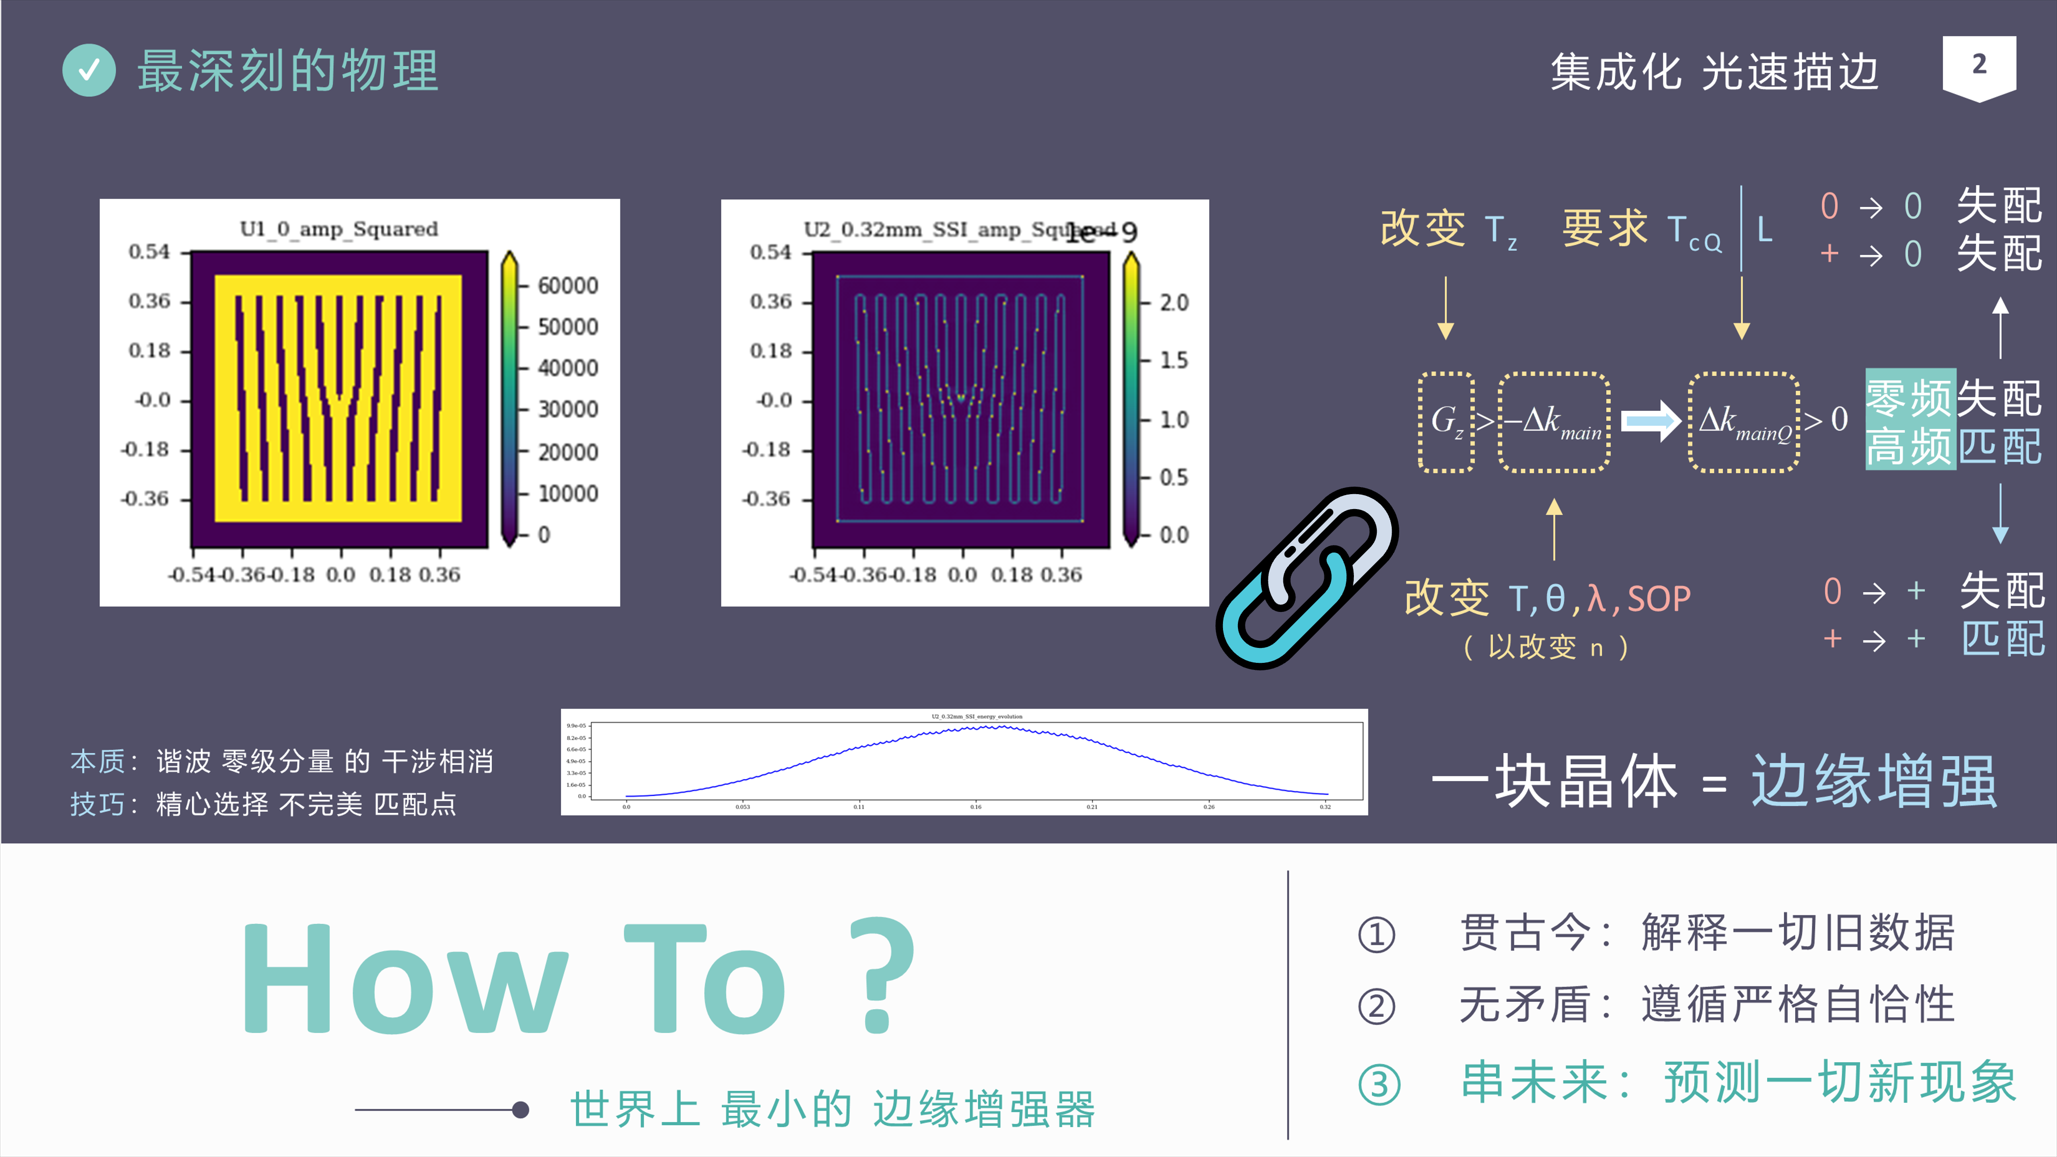 最深刻的物理
集成化 光速描边
2
U1_0_amp_Squared
0.54
0.36
0.18
-0.0
-0.18
-0.36
-0.54 -0.36 -0.18 0.0 0.18 0.36
60000
50000
40000
30000
20000
10000
0
U2_0.32mm_SSI_amp_Squared
1e−9
0.54
0.36
0.18
-0.0
-0.18
-0.36
-0.54 -0.36 -0.18 0.0 0.18 0.36
2.0
1.5
1.0
0.5
0.0
改变 Tz 要求 TcQ | L
0 → 0 失配
+ → 0 失配
Gz > −Δkmain ΔkmainQ > 0
零频失配
高频匹配
改变 T,θ,λ,SOP
( 以改变 n )
0 → + 失配
+ → + 匹配
本质：谐波 零级分量 的 干涉相消
技巧：精心选择 不完美 匹配点
U2_0.32mm_SSI_energy_evolution
9.9e-05
8.2e-05
6.6e-05
4.9e-05
3.3e-05
1.6e-05
0.0
0.0 0.053 0.11 0.16 0.21 0.26 0.32
一块晶体 = 边缘增强
How To ?
世界上 最小的 边缘增强器
① 贯古今：解释一切旧数据
② 无矛盾：遵循严格自恰性
③ 串未来：预测一切新现象